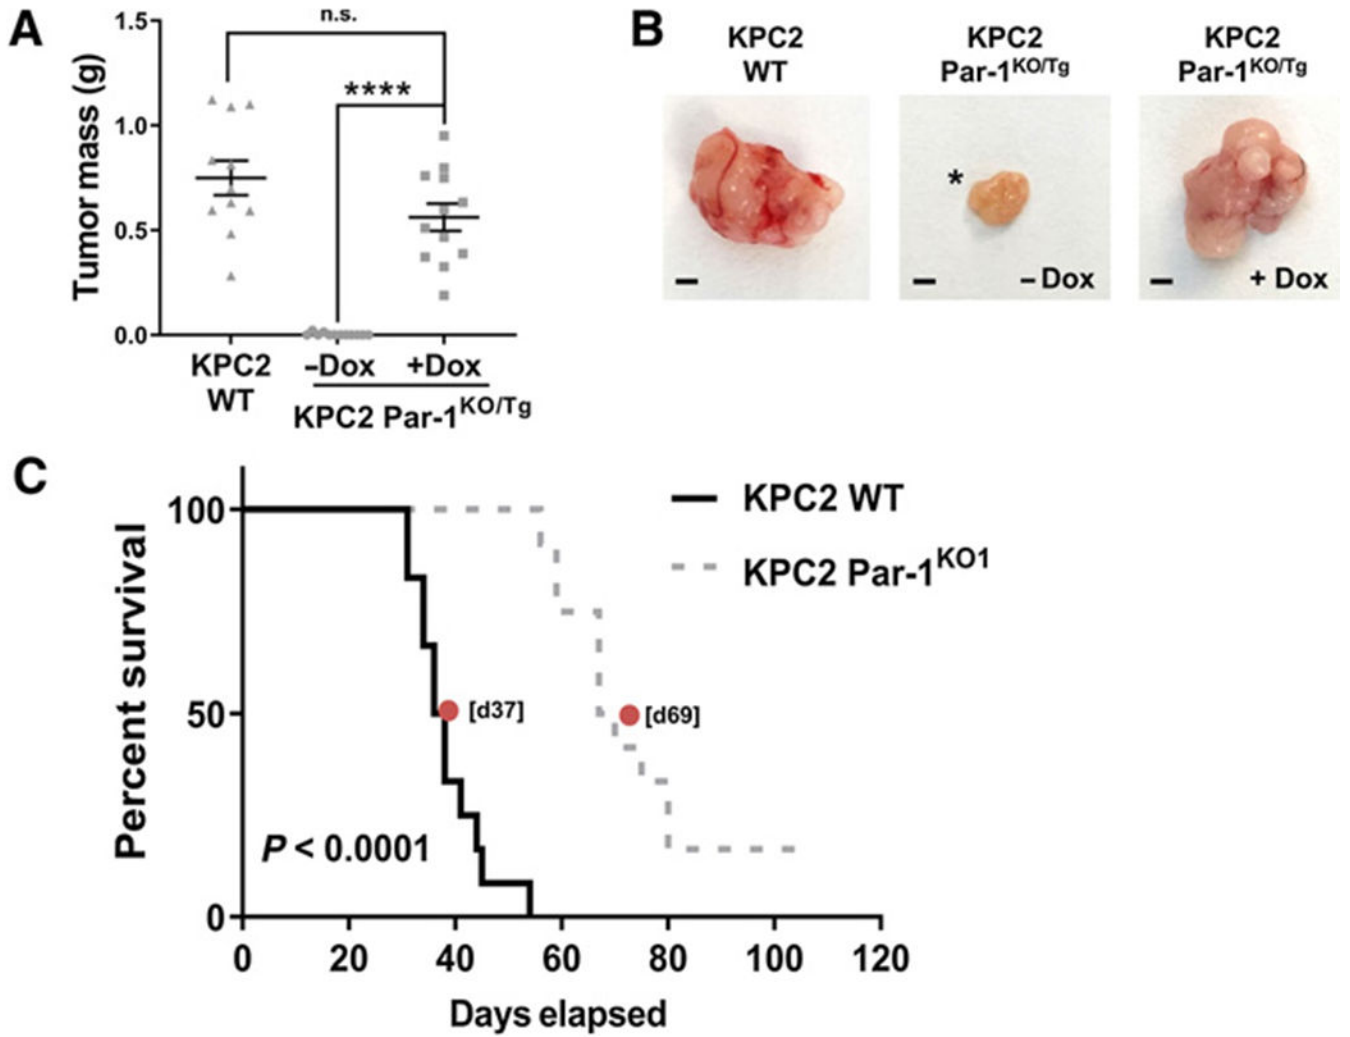 A
n.s.
****
Tumor mass (g)
1.5
1.0
0.5
0.0
KPC2
WT
–Dox
+Dox
KPC2 Par-1KO/Tg
B
KPC2
WT
KPC2
Par-1KO/Tg
KPC2
Par-1KO/Tg
*
– Dox
+ Dox
C
Percent survival
100
50
0
KPC2 WT
KPC2 Par-1KO1
[d37]
[d69]
P < 0.0001
0 20 40 60 80 100 120
Days elapsed